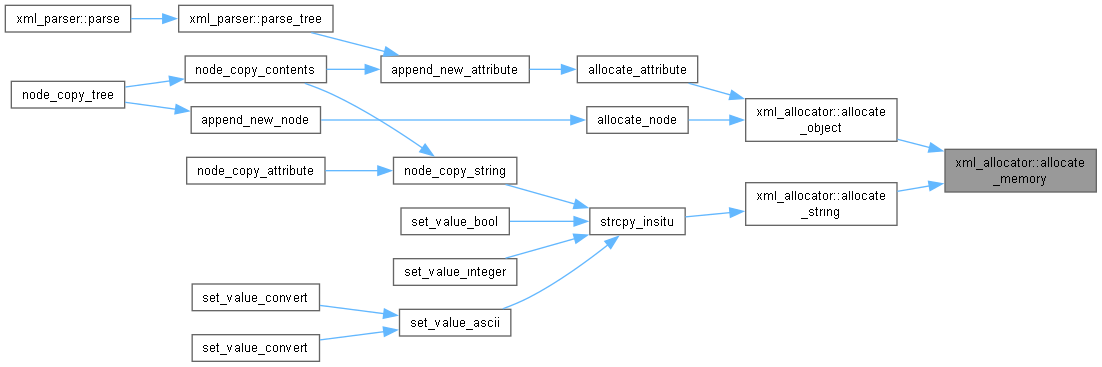 xml_parser::parse
xml_parser::parse_tree
node_copy_contents
append_new_attribute
allocate_attribute
node_copy_tree
append_new_node
allocate_node
xml_allocator::allocate
_object
xml_allocator::allocate
_memory
node_copy_attribute
node_copy_string
xml_allocator::allocate
_string
set_value_bool
strcpy_insitu
set_value_integer
set_value_convert
set_value_ascii
set_value_convert